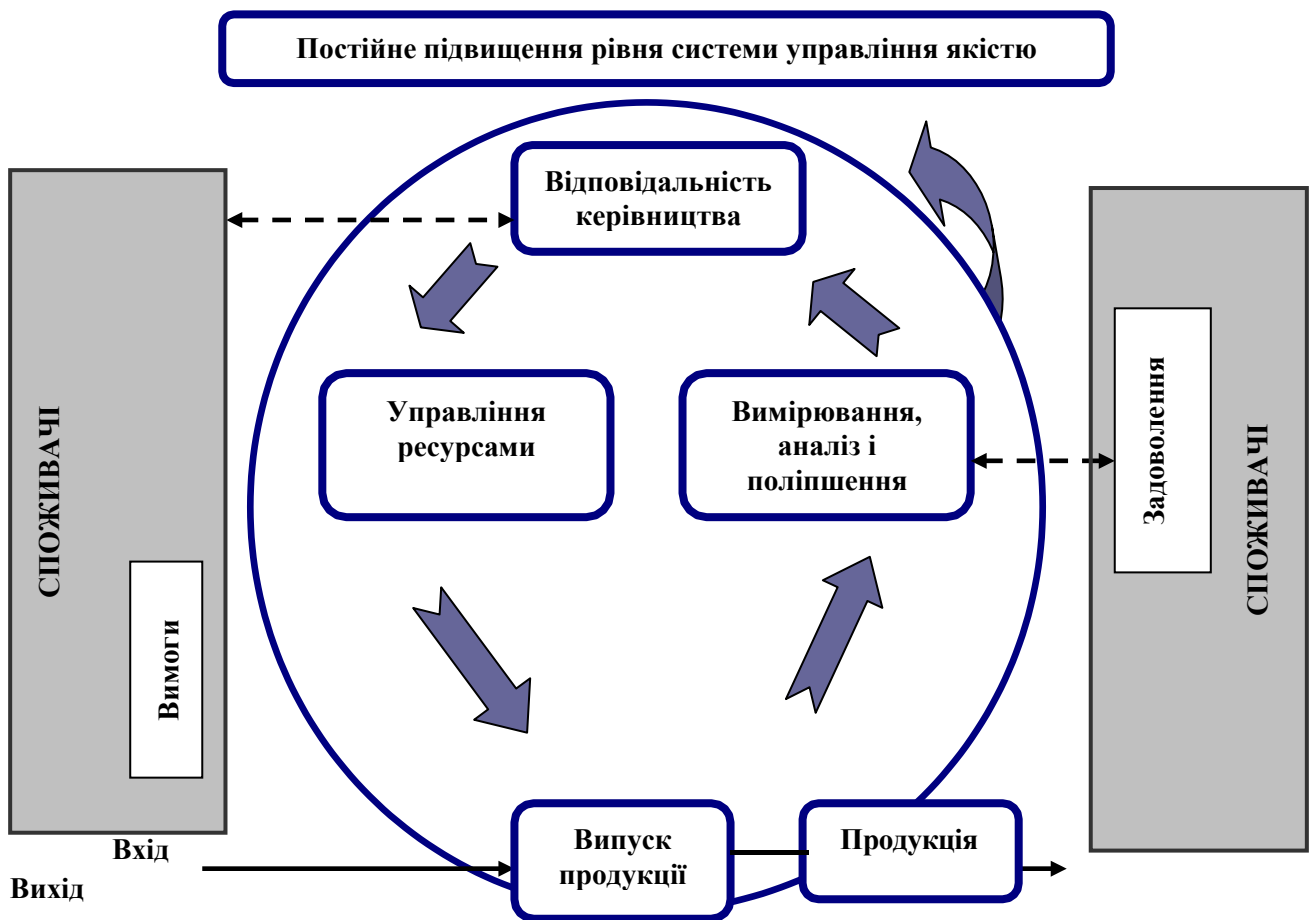 Постійне підвищення рівня системи управління якістю
Відповідальність
керівництва
СПОЖИВАЧІ
Вимоги
Управління
ресурсами
Вимірювання,
аналіз і
поліпшення
Задоволення
СПОЖИВАЧІ
Вхід
Вихід
Випуск
продукції
Продукція